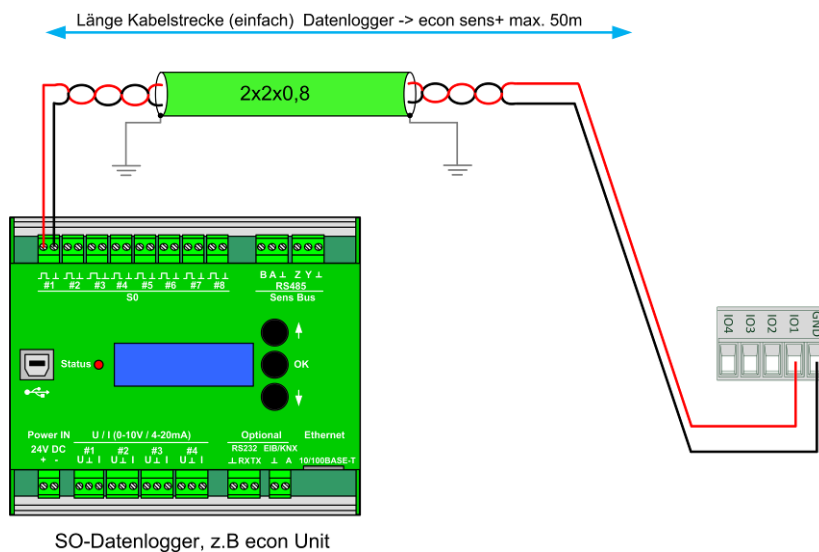 Länge Kabelstrecke (einfach)  Datenlogger -> econ sens+ max. 50m
2x2x0,8
#1 #2 #3 #4 #5 #6 #7 #8
S0
B A ⊥ Z Y ⊥
RS485
Sens Bus
Status
OK
IO4 IO3 IO2 IO1 GND
Power IN
24V DC
+ -
U / I (0-10V / 4-20mA)
#1 #2 #3 #4
U ⊥ I U ⊥ I U ⊥ I U ⊥ I
Optional
RS232 EIB/KNX
⊥ RX TX ⊥ A
Ethernet
10/100BASE-T
SO-Datenlogger, z.B econ Unit